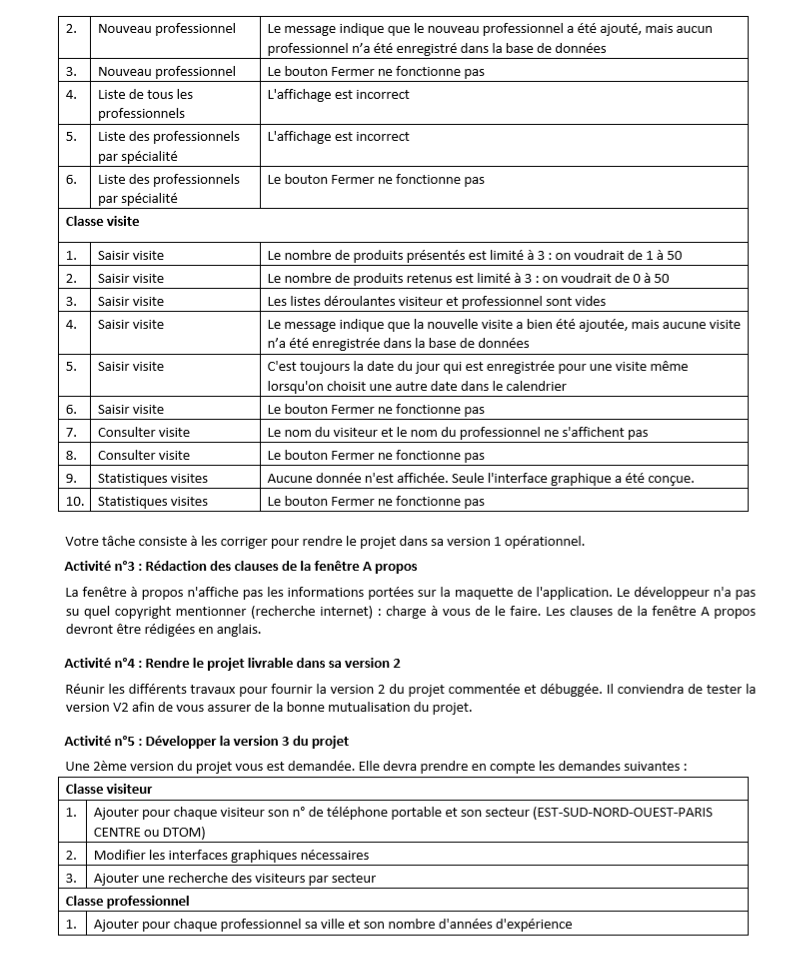 2. Nouveau professionnel Le message indique que le nouveau professionnel a été ajouté, mais aucun
professionnel n’a été enregistré dans la base de données
3. Nouveau professionnel Le bouton Fermer ne fonctionne pas
4. Liste de tous les L'affichage est incorrect
professionnels
5. Liste des professionnels L'affichage est incorrect
par spécialité
6. Liste des professionnels Le bouton Fermer ne fonctionne pas
par spécialité
Classe visite
1. Saisir visite Le nombre de produits présentés est limité à 3 : on voudrait de 1 à 50
2. Saisir visite Le nombre de produits retenus est limité à 3 : on voudrait de 0 à 50
3. Saisir visite Les listes déroulantes visiteur et professionnel sont vides
4. Saisir visite Le message indique que la nouvelle visite a bien été ajoutée, mais aucune visite
n’a été enregistrée dans la base de données
5. Saisir visite C'est toujours la date du jour qui est enregistrée pour une visite même
lorsqu'on choisit une autre date dans le calendrier
6. Saisir visite Le bouton Fermer ne fonctionne pas
7. Consulter visite Le nom du visiteur et le nom du professionnel ne s'affichent pas
8. Consulter visite Le bouton Fermer ne fonctionne pas
9. Statistiques visites Aucune donnée n'est affichée. Seule l'interface graphique a été conçue.
10. Statistiques visites Le bouton Fermer ne fonctionne pas
Votre tâche consiste à les corriger pour rendre le projet dans sa version 1 opérationnel.
Activité n°3 : Rédaction des clauses de la fenêtre A propos
La fenêtre à propos n'affiche pas les informations portées sur la maquette de l'application. Le développeur n'a pas
su quel copyright mentionner (recherche internet) : charge à vous de le faire. Les clauses de la fenêtre A propos
devront être rédigées en anglais.
Activité n°4 : Rendre le projet livrable dans sa version 2
Réunir les différents travaux pour fournir la version 2 du projet commentée et débuggée. Il conviendra de tester la
version V2 afin de vous assurer de la bonne mutualisation du projet.
Activité n°5 : Développer la version 3 du projet
Une 2ème version du projet vous est demandée. Elle devra prendre en compte les demandes suivantes :
Classe visiteur
1. Ajouter pour chaque visiteur son n° de téléphone portable et son secteur (EST-SUD-NORD-OUEST-PARIS
CENTRE ou DTOM)
2. Modifier les interfaces graphiques nécessaires
3. Ajouter une recherche des visiteurs par secteur
Classe professionnel
1. Ajouter pour chaque professionnel sa ville et son nombre d'années d'expérience